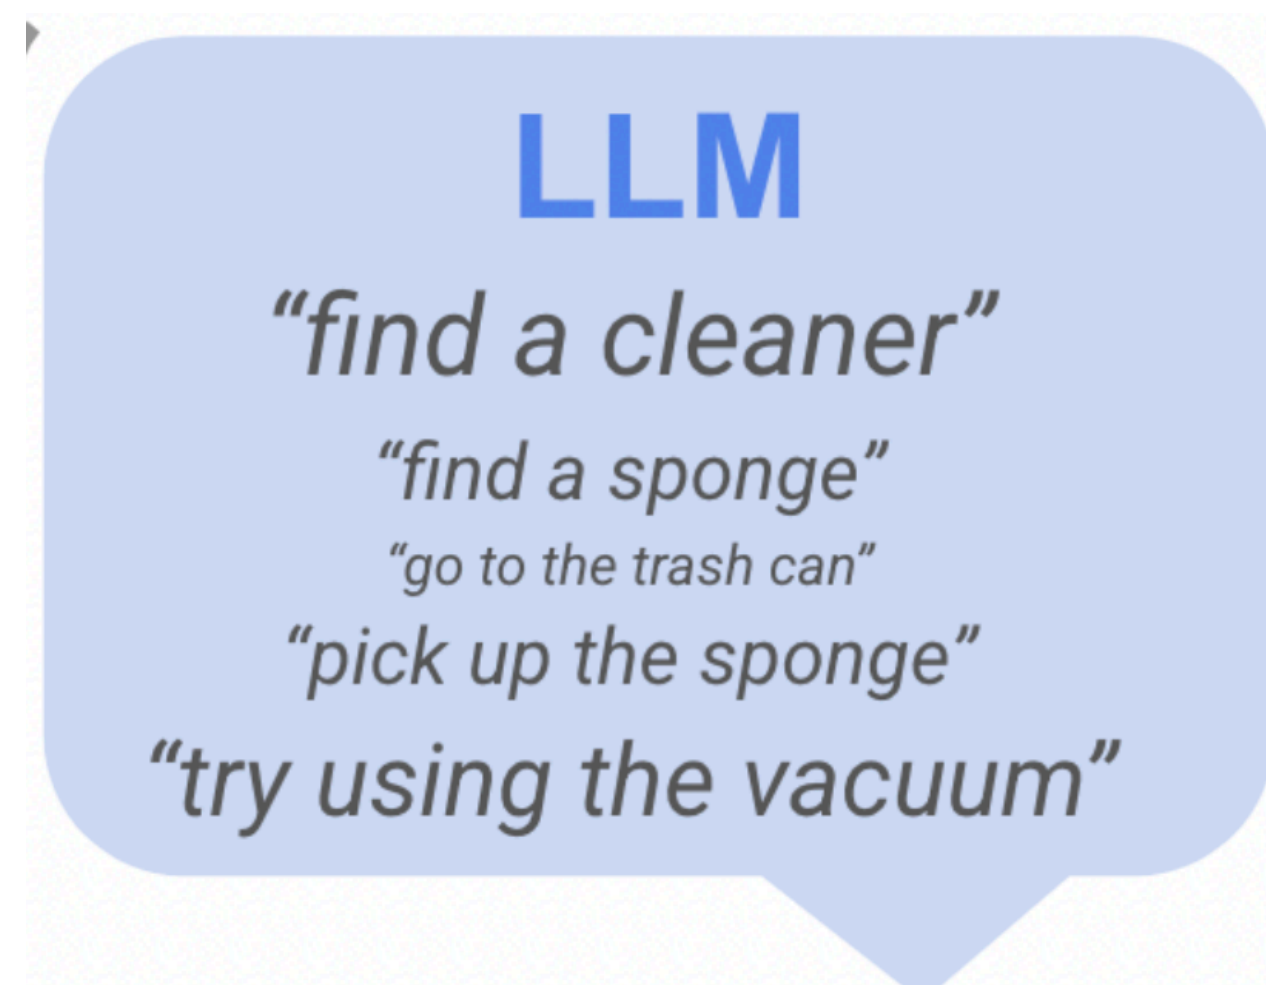 LLM
“find a cleaner”
“find a sponge”
“go to the trash can”
“pick up the sponge”
“try using the vacuum”